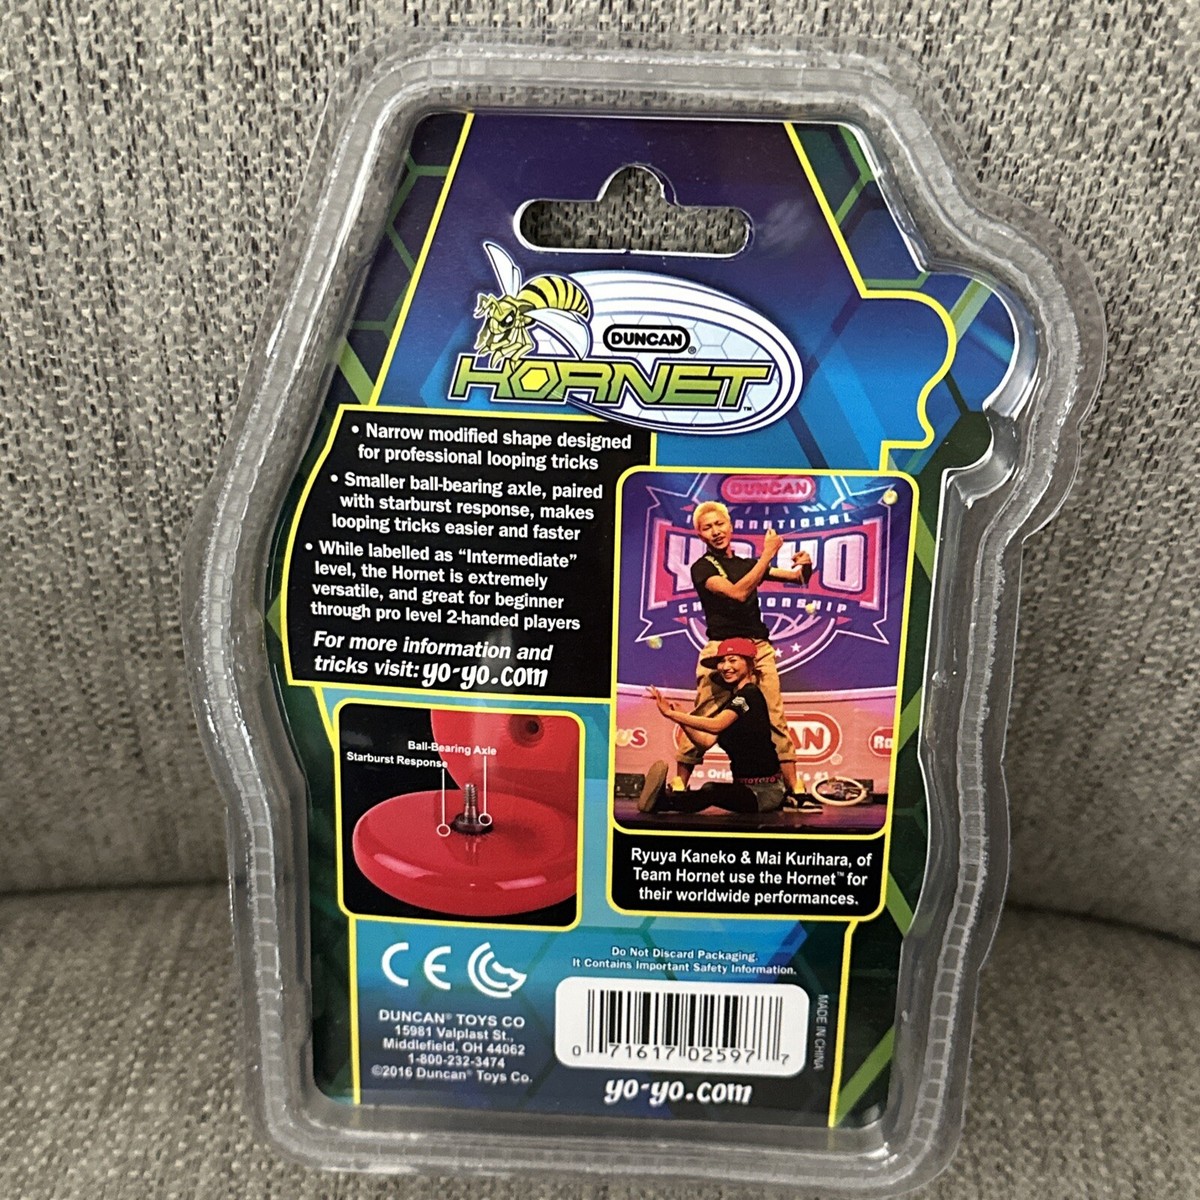 DUNCAN®
HORNET™
• Narrow modified shape designed
for professional looping tricks
• Smaller ball-bearing axle, paired
with starburst response, makes
looping tricks easier and faster
• While labelled as “Intermediate”
level, the Hornet is extremely
versatile, and great for beginner
through pro level 2-handed players
For more information and
tricks visit: yo-yo.com
DUNCAN
YO YO
Ball-Bearing Axle
Starburst Response
Ryuya Kaneko & Mai Kurihara, of
Team Hornet use the Hornet™ for
their worldwide performances.
CE
Do Not Discard Packaging.
It Contains Important Safety Information.
DUNCAN® TOYS CO
15981 Valplast St.,
Middlefield, OH 44062
1-800-232-3474
©2016 Duncan® Toys Co.
0 71617 02597 7
MADE IN CHINA
yo-yo.com